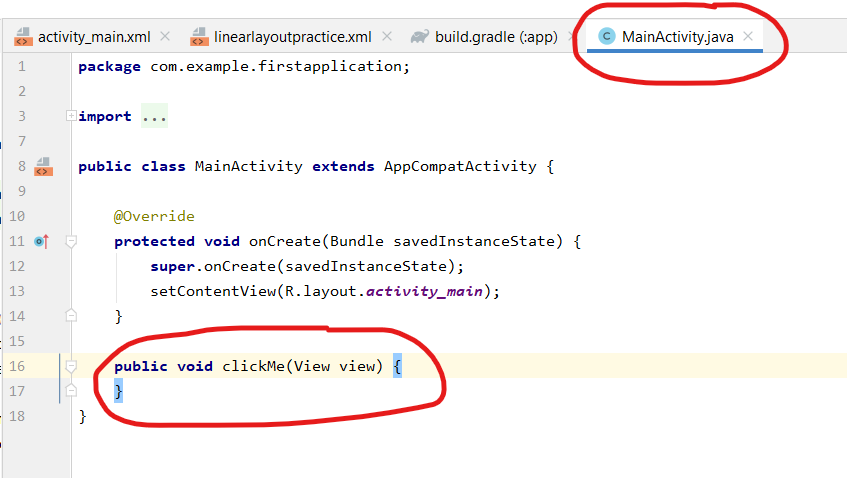 activity_main.xml linearlayoutpractice.xml build.gradle (:app) MainActivity.java
1 package com.example.firstapplication;
2
3 import ...
7
8 public class MainActivity extends AppCompatActivity {
9
10 @Override
11 protected void onCreate(Bundle savedInstanceState) {
12 super.onCreate(savedInstanceState);
13 setContentView(R.layout.activity_main);
14 }
15
16 public void clickMe(View view) {
17 }
18 }